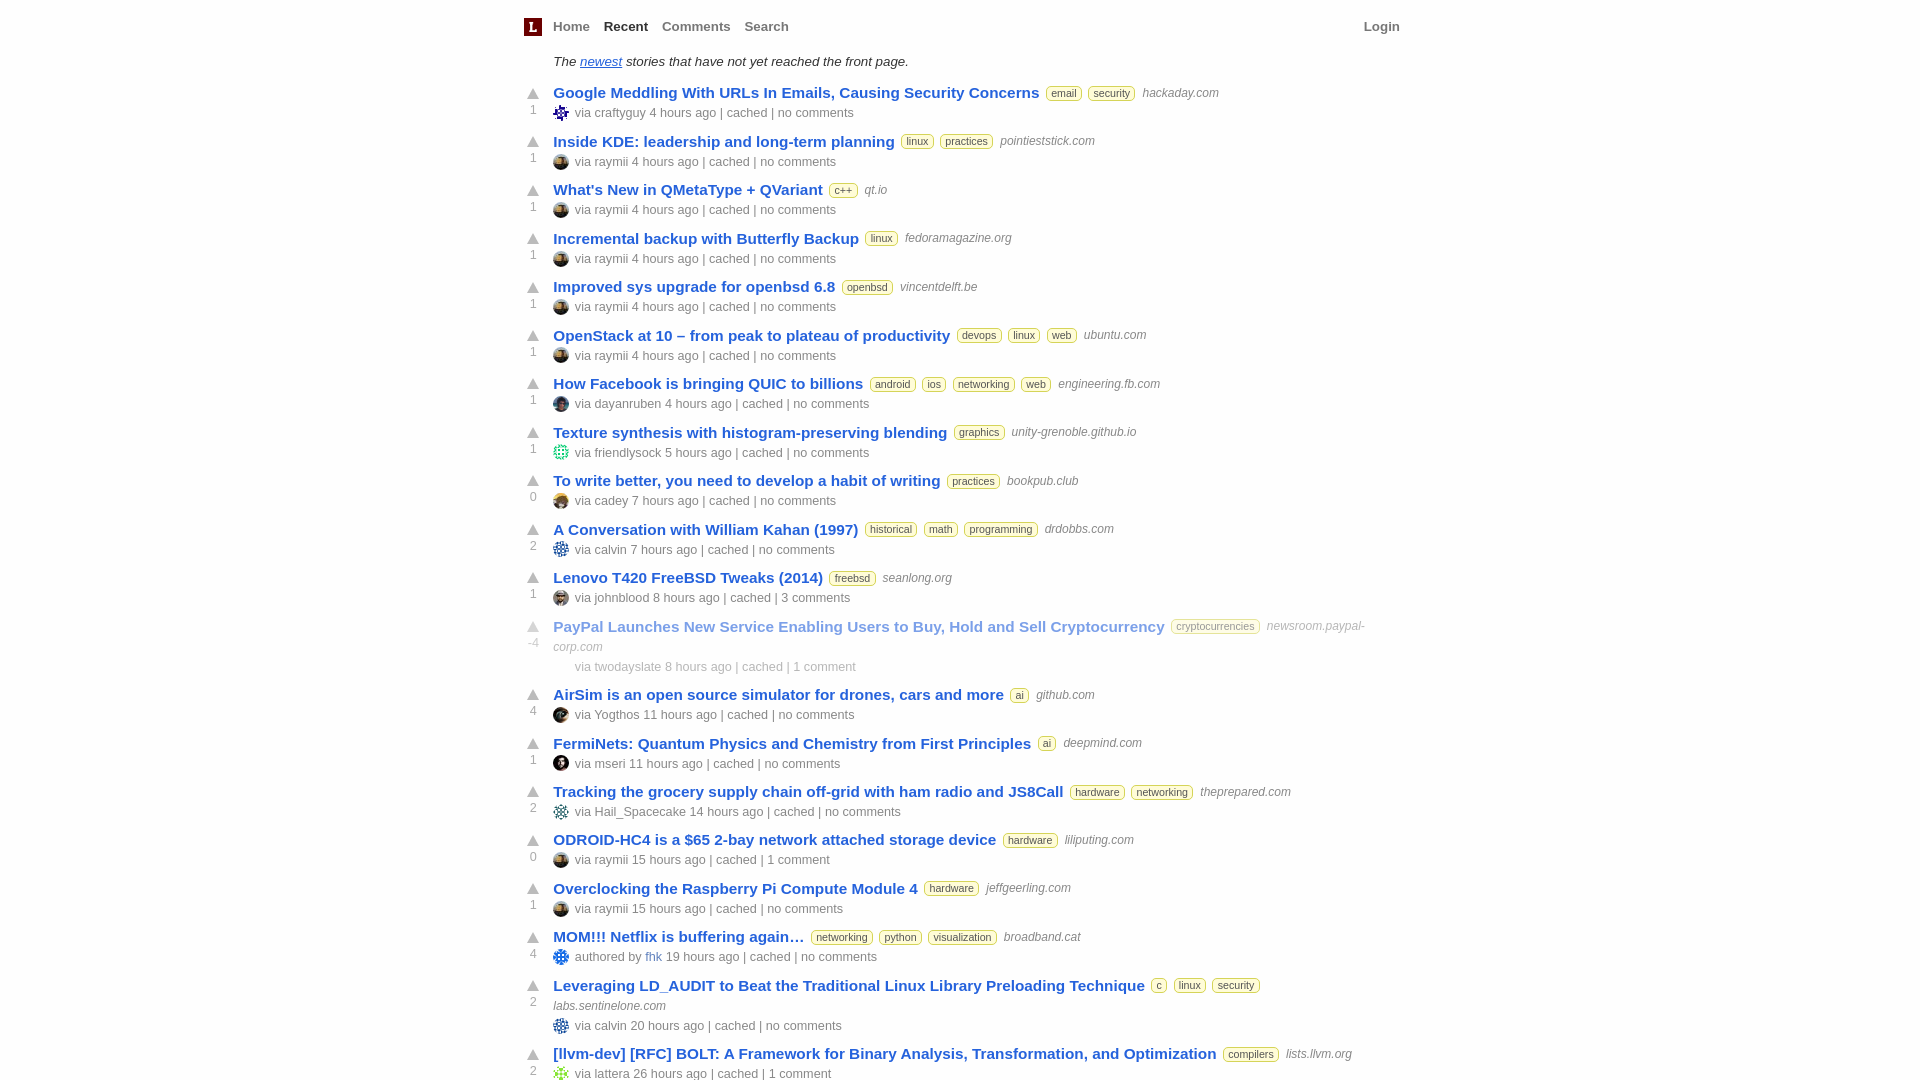 L Home Recent Comments Search Login
The newest stories that have not yet reached the front page.
Google Meddling With URLs In Emails, Causing Security Concerns email security hackaday.com
1 via craftyguy 4 hours ago | cached | no comments
Inside KDE: leadership and long-term planning linux practices pointieststick.com
1 via raymii 4 hours ago | cached | no comments
What's New in QMetaType + QVariant c++ qt.io
1 via raymii 4 hours ago | cached | no comments
Incremental backup with Butterfly Backup linux fedoramagazine.org
1 via raymii 4 hours ago | cached | no comments
Improved sys upgrade for openbsd 6.8 openbsd vincentdelft.be
1 via raymii 4 hours ago | cached | no comments
OpenStack at 10 – from peak to plateau of productivity devops linux web ubuntu.com
1 via raymii 4 hours ago | cached | no comments
How Facebook is bringing QUIC to billions android ios networking web engineering.fb.com
1 via dayanruben 4 hours ago | cached | no comments
Texture synthesis with histogram-preserving blending graphics unity-grenoble.github.io
1 via friendlysock 5 hours ago | cached | no comments
To write better, you need to develop a habit of writing practices bookpub.club
0 via cadey 7 hours ago | cached | no comments
A Conversation with William Kahan (1997) historical math programming drdobbs.com
2 via calvin 7 hours ago | cached | no comments
Lenovo T420 FreeBSD Tweaks (2014) freebsd seanlong.org
1 via johnblood 8 hours ago | cached | 3 comments
PayPal Launches New Service Enabling Users to Buy, Hold and Sell Cryptocurrency cryptocurrencies newsroom.paypal-
-4 corp.com
via twodayslate 8 hours ago | cached | 1 comment
AirSim is an open source simulator for drones, cars and more ai github.com
4 via Yogthos 11 hours ago | cached | no comments
FermiNets: Quantum Physics and Chemistry from First Principles ai deepmind.com
1 via mseri 11 hours ago | cached | no comments
Tracking the grocery supply chain off-grid with ham radio and JS8Call hardware networking theprepared.com
2 via Hail_Spacecake 14 hours ago | cached | no comments
ODROID-HC4 is a $65 2-bay network attached storage device hardware liliputing.com
0 via raymii 15 hours ago | cached | 1 comment
Overclocking the Raspberry Pi Compute Module 4 hardware jeffgeerling.com
1 via raymii 15 hours ago | cached | no comments
MOM!!! Netflix is buffering again… networking python visualization broadband.cat
4 authored by fhk 19 hours ago | cached | no comments
Leveraging LD_AUDIT to Beat the Traditional Linux Library Preloading Technique c linux security
2 labs.sentinelone.com
via calvin 20 hours ago | cached | no comments
[llvm-dev] [RFC] BOLT: A Framework for Binary Analysis, Transformation, and Optimization compilers lists.llvm.org
2 via lattera 26 hours ago | cached | 1 comment